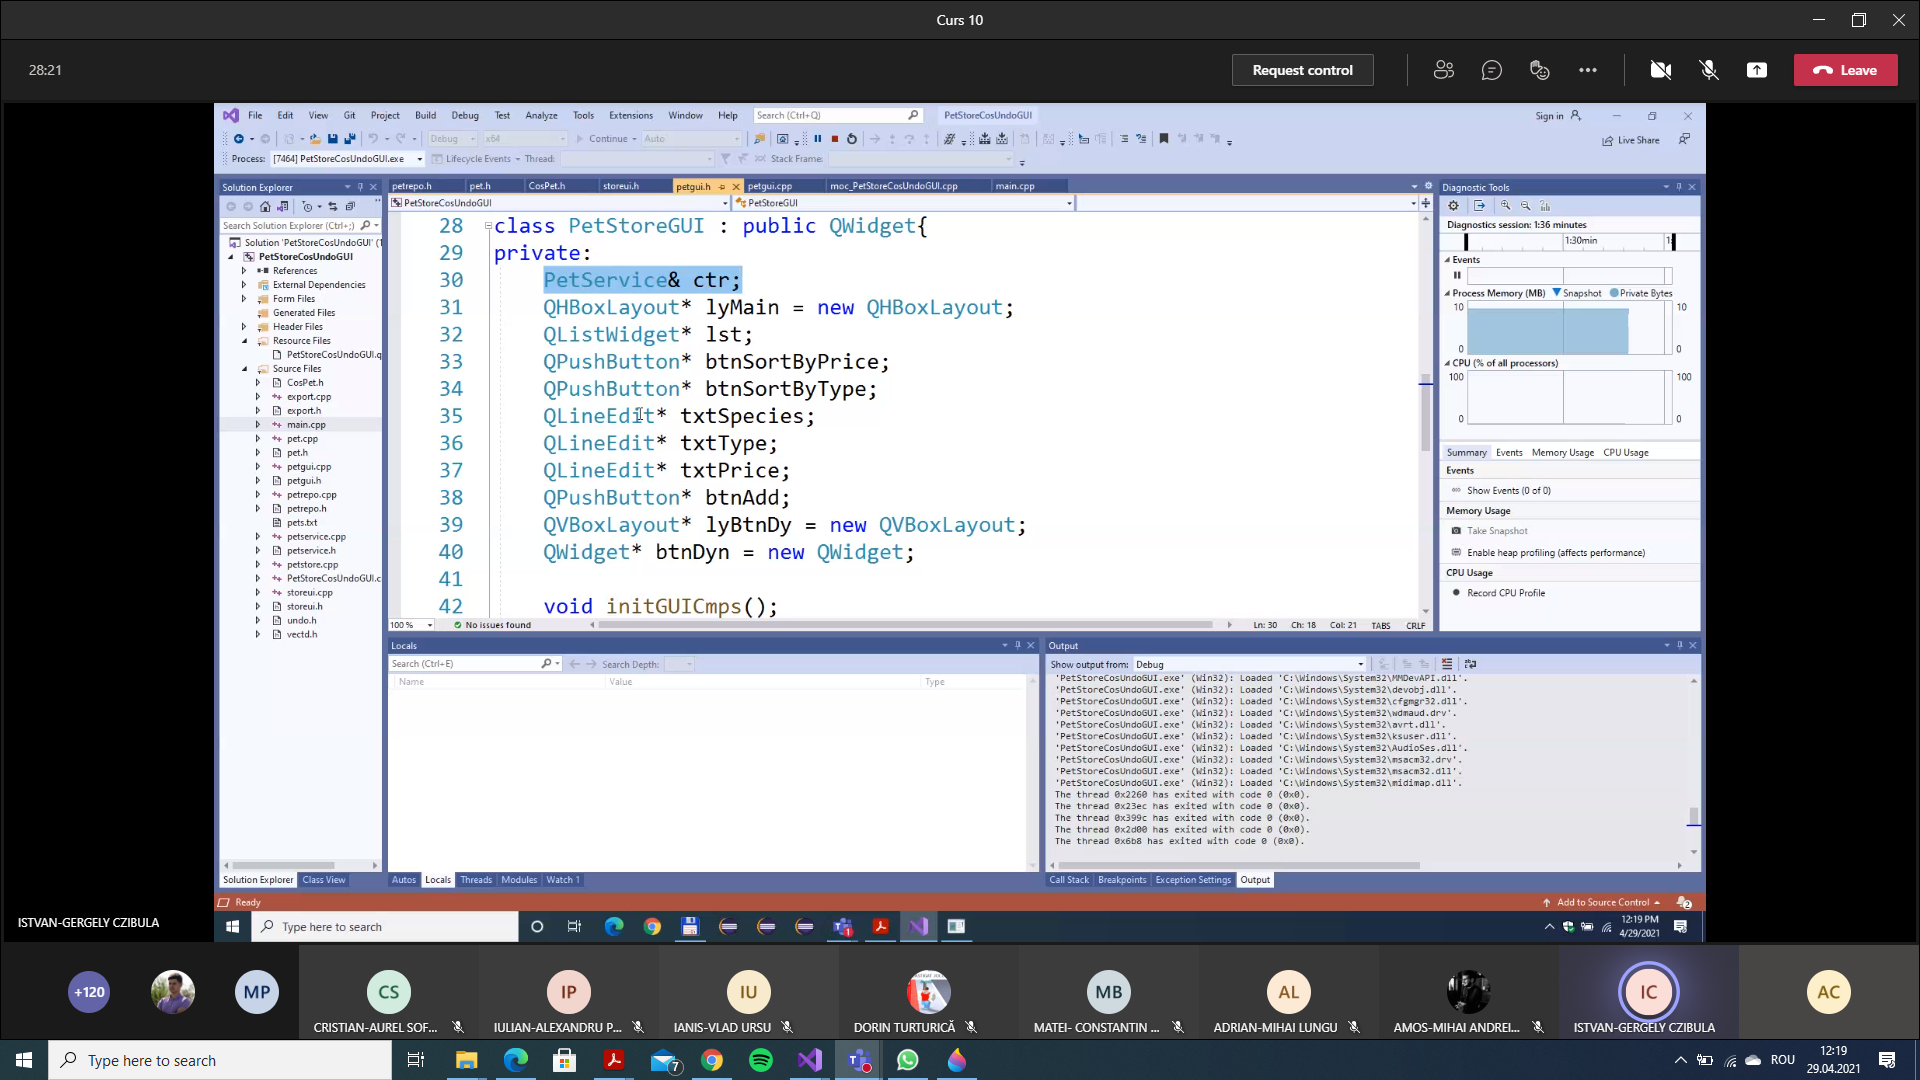 Curs 10
28:21
Request control
Leave
File Edit View Git Project Build Debug Test Analyze Tools Extensions Window Help
Search (Ctrl+Q)
PetStoreCosUndoGUI
Sign in
Debug x64 Continue Auto
Live Share
Process: [7464] PetStoreCosUndoGUI.exe Lifecycle Events Thread: Stack Frame:
Solution Explorer
Search Solution Explorer (Ctrl+;)
Solution 'PetStoreCosUndoGUI' (1
PetStoreCosUndoGUI
References
External Dependencies
Form Files
Generated Files
Header Files
Resource Files
PetStoreCosUndoGUI.q
Source Files
CosPet.h
export.cpp
export.h
main.cpp
pet.cpp
pet.h
petgui.cpp
petgui.h
petrepo.cpp
petrepo.h
pets.txt
petservice.cpp
petservice.h
petstore.cpp
PetStoreCosUndoGUI.c
storeui.cpp
storeui.h
undo.h
vectd.h
Solution Explorer Class View
petrepo.h pet.h CosPet.h storeui.h petgui.h petgui.cpp moc_PetStoreCosUndoGUI.cpp main.cpp
PetStoreCosUndoGUI PetStoreGUI
28 class PetStoreGUI : public QWidget{
29 private:
30 PetService& ctr;
31 QHBoxLayout* lyMain = new QHBoxLayout;
32 QListWidget* lst;
33 QPushButton* btnSortByPrice;
34 QPushButton* btnSortByType;
35 QLineEdit* txtSpecies;
36 QLineEdit* txtType;
37 QLineEdit* txtPrice;
38 QPushButton* btnAdd;
39 QVBoxLayout* lyBtnDy = new QVBoxLayout;
40 QWidget* btnDyn = new QWidget;
41
42 void initGUICmps();
100 % No issues found Ln: 30 Ch: 18 Col: 21 TABS CRLF
Diagnostic Tools
Diagnostics session: 1:36 minutes
1:30min
Events
Process Memory (MB) Snapshot Private Bytes
10 10
0 0
CPU (% of all processors)
100 100
0 0
Summary Events Memory Usage CPU Usage
Events
Show Events (0 of 0)
Memory Usage
Take Snapshot
Enable heap profiling (affects performance)
CPU Usage
Record CPU Profile
Locals
Search (Ctrl+E) Search Depth:
Name Value Type
Autos Locals Threads Modules Watch 1
Output
Show output from: Debug
'PetStoreCosUndoGUI.exe' (Win32): Loaded 'C:\Windows\System32\MMDevAPI.dll'.
'PetStoreCosUndoGUI.exe' (Win32): Loaded 'C:\Windows\System32\devobj.dll'.
'PetStoreCosUndoGUI.exe' (Win32): Loaded 'C:\Windows\System32\cfgmgr32.dll'.
'PetStoreCosUndoGUI.exe' (Win32): Loaded 'C:\Windows\System32\wdmaud.drv'.
'PetStoreCosUndoGUI.exe' (Win32): Loaded 'C:\Windows\System32\avrt.dll'.
'PetStoreCosUndoGUI.exe' (Win32): Loaded 'C:\Windows\System32\ksuser.dll'.
'PetStoreCosUndoGUI.exe' (Win32): Loaded 'C:\Windows\System32\AudioSes.dll'.
'PetStoreCosUndoGUI.exe' (Win32): Loaded 'C:\Windows\System32\msacm32.drv'.
'PetStoreCosUndoGUI.exe' (Win32): Loaded 'C:\Windows\System32\msacm32.dll'.
'PetStoreCosUndoGUI.exe' (Win32): Loaded 'C:\Windows\System32\midimap.dll'.
The thread 0x2260 has exited with code 0 (0x0).
The thread 0x23ec has exited with code 0 (0x0).
The thread 0x399c has exited with code 0 (0x0).
The thread 0x2d00 has exited with code 0 (0x0).
The thread 0x6b8 has exited with code 0 (0x0).
Call Stack Breakpoints Exception Settings Output
Ready
Add to Source Control
2
ISTVAN-GERGELY CZIBULA
Type here to search
12:19 PM
4/29/2021
+120 MP CS IP IU MB AL IC AC
CRISTIAN-AUREL SOF... IULIAN-ALEXANDRU P... IANIS-VLAD URSU DORIN TURTURICĂ MATEI- CONSTANTIN ... ADRIAN-MIHAI LUNGU AMOS-MIHAI ANDREI... ISTVAN-GERGELY CZIBULA
Type here to search
7
ROU
12:19
29.04.2021